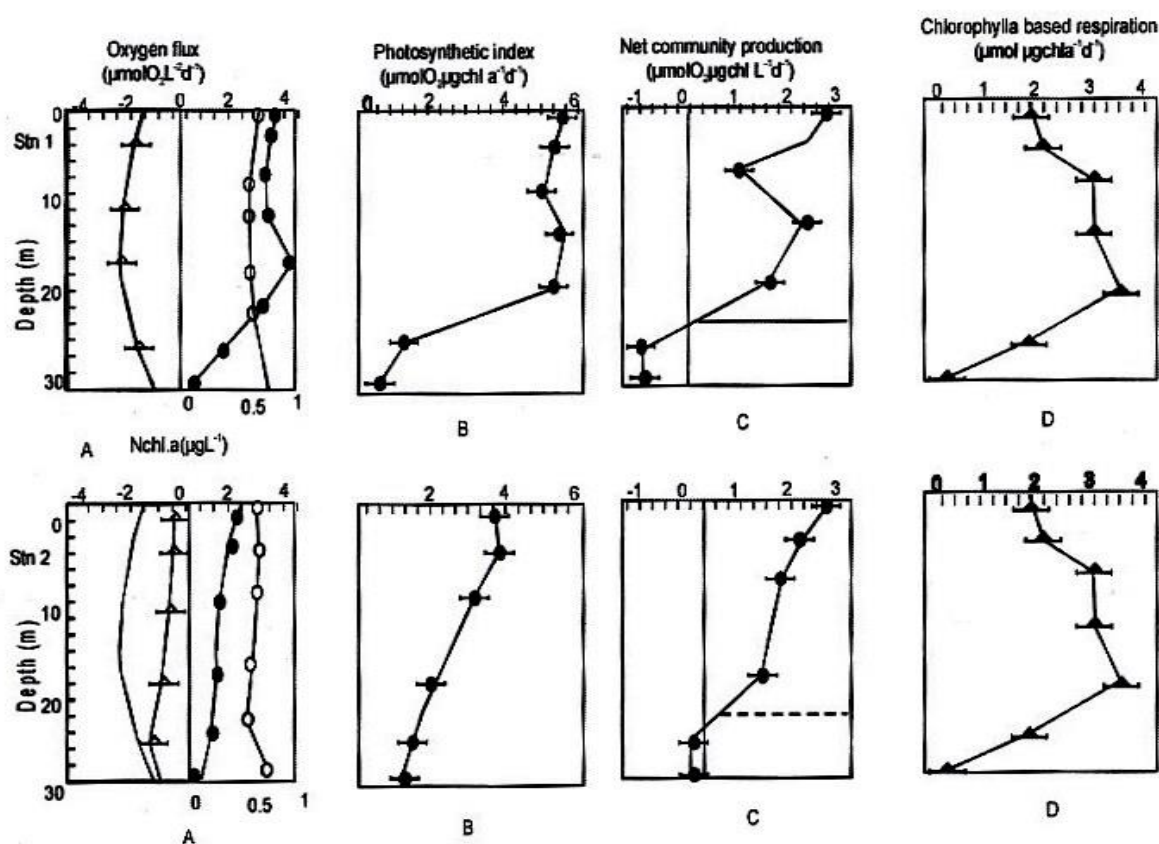 Oxygen flux
(µmolO₂L⁻²d⁻¹)
-4 -2 0 2 4
Photosynthetic index
(µmolO₂µgchl a⁻¹d⁻¹)
0 2 4 6
Net community production
(µmolO₂µgchl L⁻¹d⁻¹)
-1 0 1 2 3
Chlorophylla based respiration
(µmol µgchla⁻¹d⁻¹)
0 1 2 3 4
0
Stn 1
10
20
30
Depth (m)
0 0.5 1
A
B
C
D
Nchl.a(µgL⁻¹)
-4 -2 0 2 4
2 4 6
-1 0 1 2 3
0 1 2 3 4
0
Stn 2
10
20
30
Depth (m)
0 0.5 1
A
B
C
D